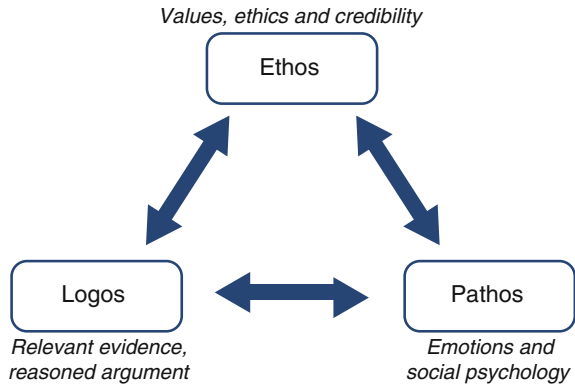 Values, ethics and credibility
Ethos
Logos
Pathos
Relevant evidence,
reasoned argument
Emotions and
social psychology